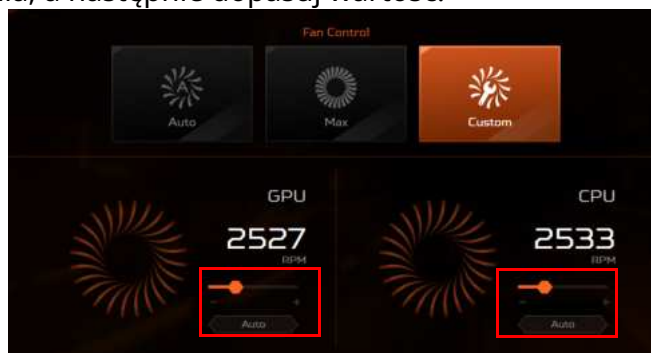 a następnie dopasuj wartość.
Fan Control
Auto
Max
Custom
GPU
2527
RPM
- +
Auto
CPU
2533
RPM
- +
Auto